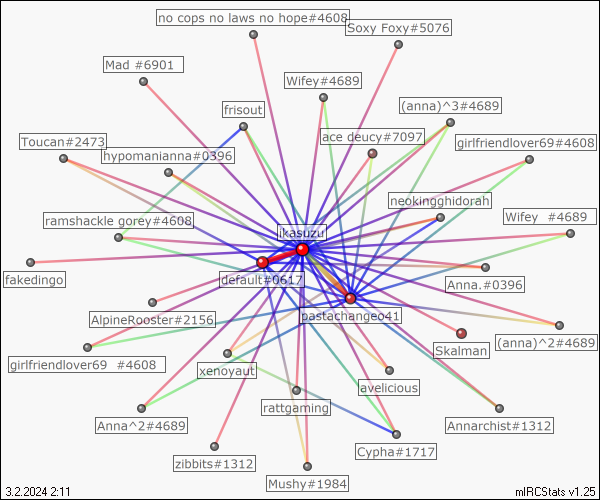 no cops no laws no hope#4608
Soxy Foxy#5076
Mad #6901
Wifey#4689
(anna)^3#4689
frisout
ace deucy#7097
Toucan#2473
girlfriendlover69#4608
hypomanianna#0396
neokingghidorah
ramshackle gorey#4608
Wifey #4689
ikasuzu
fakedingo
default#0617
Anna.#0396
AlpineRooster#2156
pastachangeo41
Skalman
(anna)^2#4689
girlfriendlover69 #4608
xenoyaut
avelicious
rattgaming
Anna^2#4689
Annarchist#1312
Cypha#1717
zibbits#1312
Mushy#1984
3.2.2024 2:11
mIRCStats v1.25